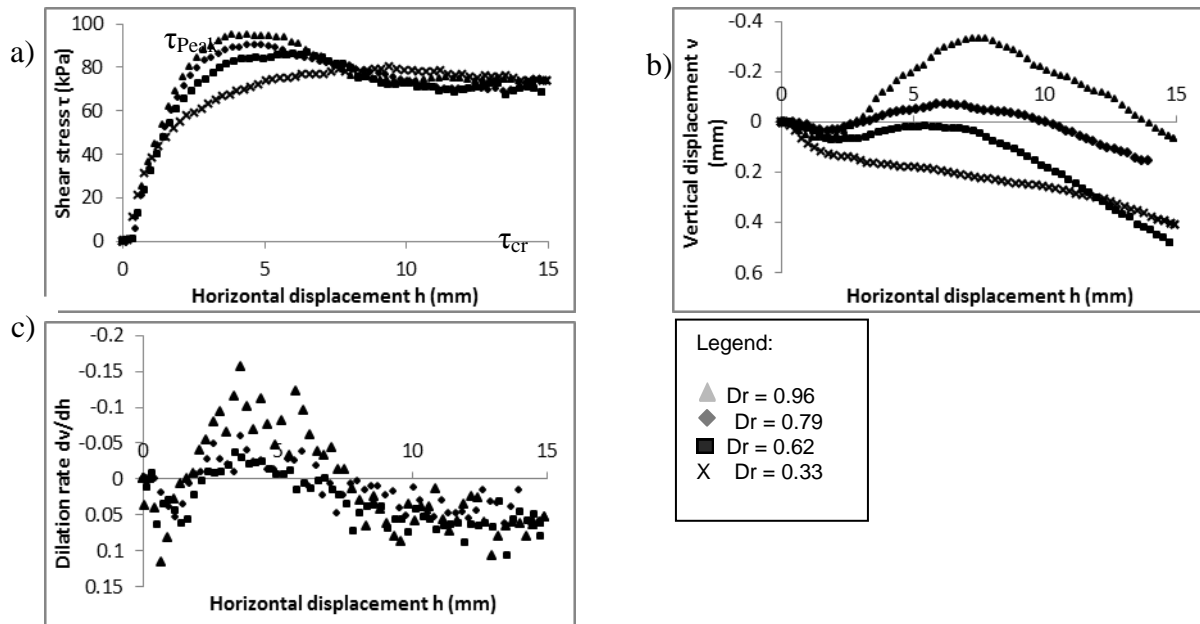 a)
Shear stress τ (kPa)
100
80
60
40
20
0
τPeal
τcr
0 5 10 15
Horizontal displacement h (mm)
b)
Vertical displacement v
(mm)
-0.4
-0.2
0
0.2
0.4
0.6
0 5 10 15
Horizontal displacement h (mm)
c)
Dilation rate dv/dh
-0.2
-0.15
-0.1
-0.05
0
0.05
0.1
0.15
0 5 10 15
Horizontal displacement h (mm)
Legend:
Dr = 0.96
Dr = 0.79
Dr = 0.62
X Dr = 0.33